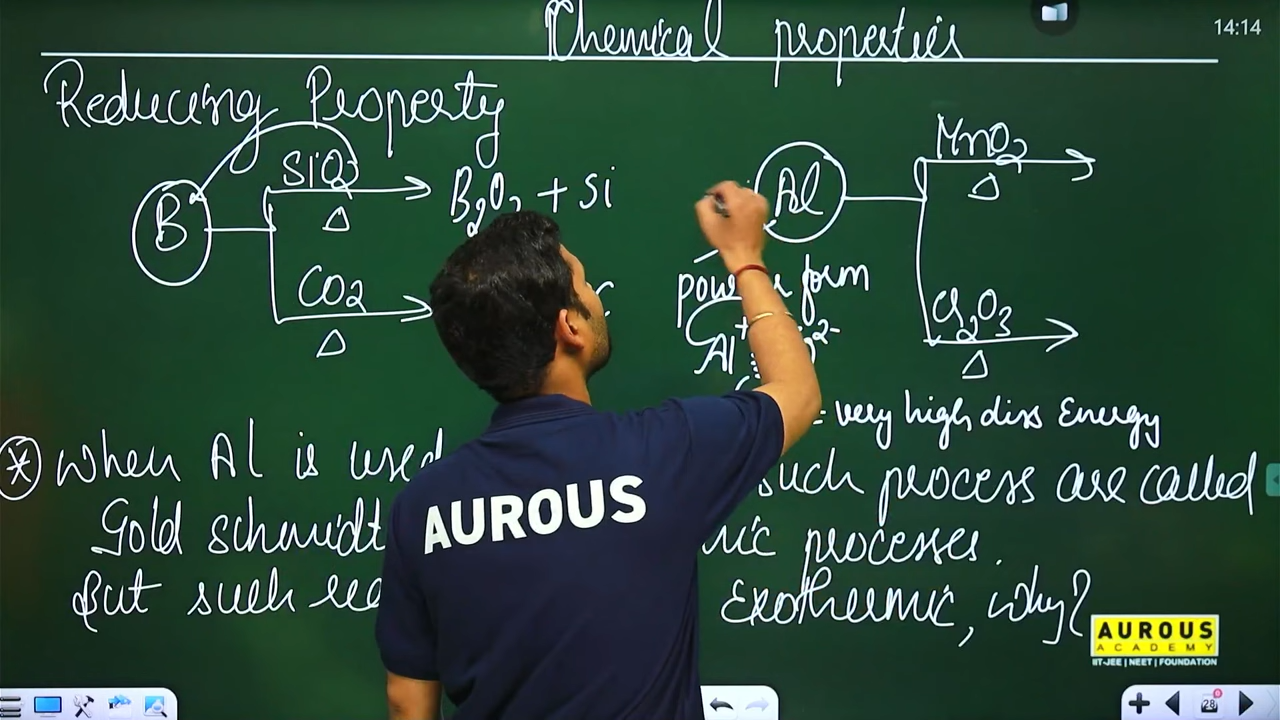 Chemical properties
14:14
Reducing Property
SiO2
Δ
B
B2O3 + Si
CO2
Δ
Al
MnO2
Δ
powder form
Cr2O3
Δ
= very high diss Energy
* When Al is used such process are called
Gold schmidt processes.
But such Exothermic, why?
AUROUS
AUROUS
ACADEMY
IIT-JEE | NEET | FOUNDATION
28